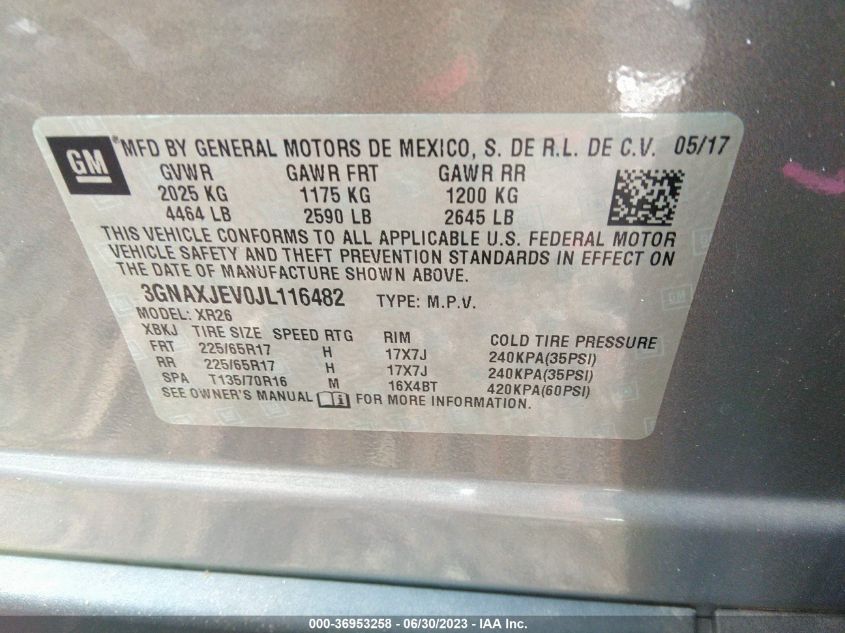 GM MFD BY GENERAL MOTORS DE MEXICO, S. DE R.L. DE C.V. 05/17
GVWR GAWR FRT GAWR RR
2025 KG 1175 KG 1200 KG
4464 LB 2590 LB 2645 LB
THIS VEHICLE CONFORMS TO ALL APPLICABLE U.S. FEDERAL MOTOR
VEHICLE SAFETY AND THEFT PREVENTION STANDARDS IN EFFECT ON
THE DATE OF MANUFACTURE SHOWN ABOVE.
3GNAXJEV0JL116482 TYPE: M.P.V.
MODEL: XR26
XBKJ TIRE SIZE SPEED RTG RIM COLD TIRE PRESSURE
FRT 225/65R17 H 17X7J 240KPA(35PSI)
RR 225/65R17 H 17X7J 240KPA(35PSI)
SPA T135/70R16 M 16X4BT 420KPA(60PSI)
SEE OWNER'S MANUAL FOR MORE INFORMATION.
000-36953258 - 06/30/2023 - IAA Inc.